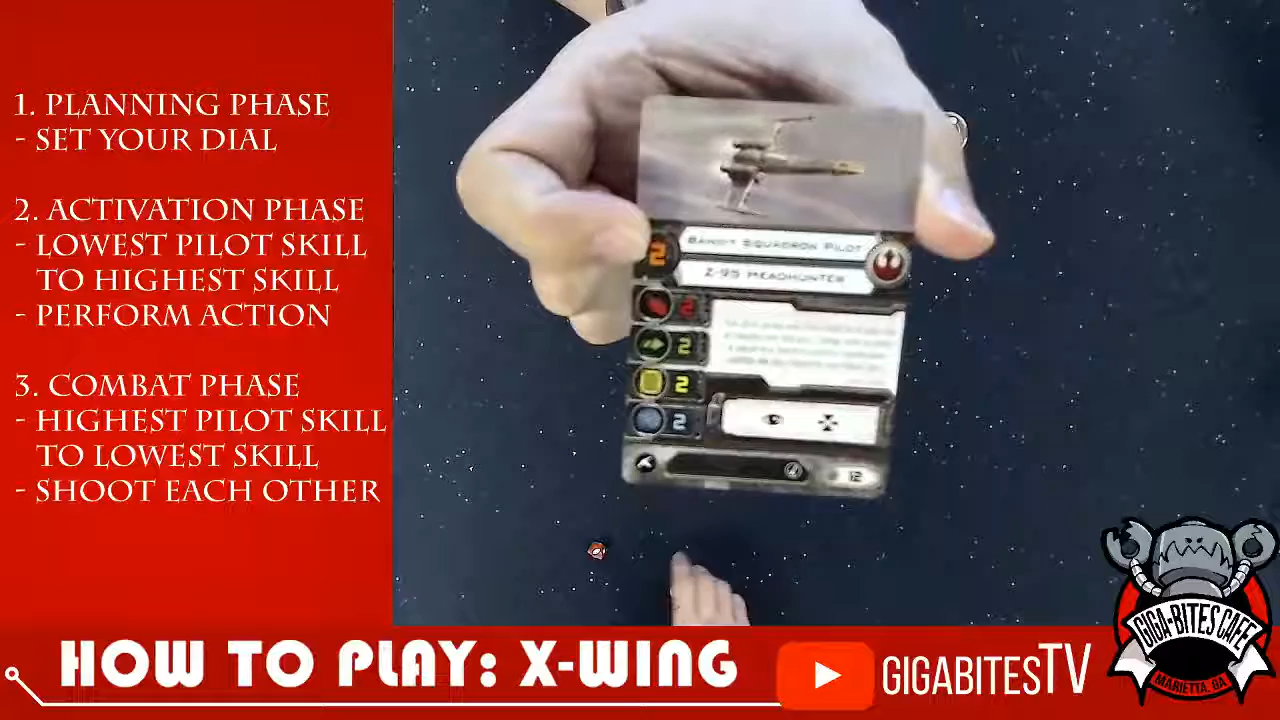 1. PLANNING PHASE
- SET YOUR DIAL
2. ACTIVATION PHASE
- LOWEST PILOT SKILL
TO HIGHEST SKILL
- PERFORM ACTION
3. COMBAT PHASE
- HIGHEST PILOT SKILL
TO LOWEST SKILL
- SHOOT EACH OTHER
2
BANDIT SQUADRON PILOT
Z-95 HEADHUNTER
2
2
2
2
12
HOW TO PLAY: X-WING
GIGABITESTV
GIGA-BITES CAFE
MARIETTA, GA